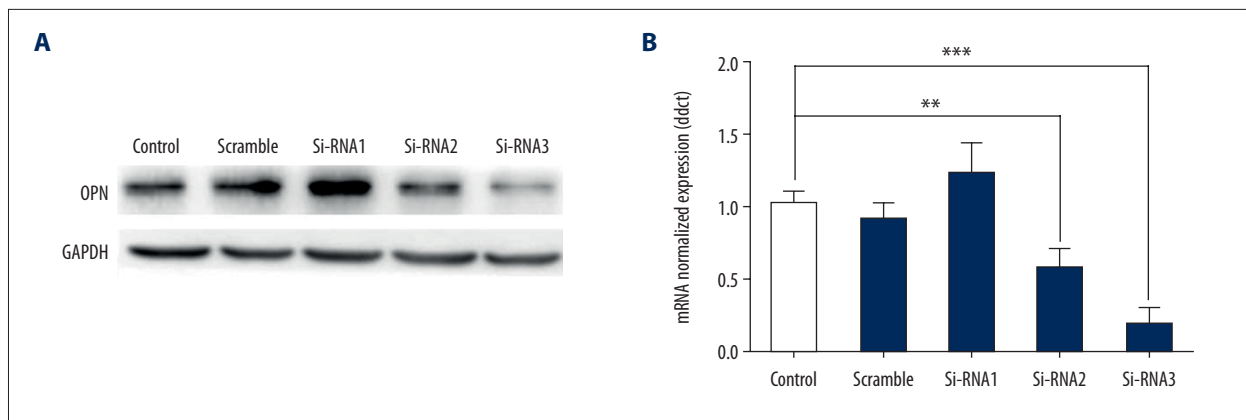 A
Control Scramble Si-RNA1 Si-RNA2 Si-RNA3
OPN
GAPDH
B
mRNA normalized expression (ddct)
2.0
1.5
1.0
0.5
0.0
***
**
Control Scramble Si-RNA1 Si-RNA2 Si-RNA3